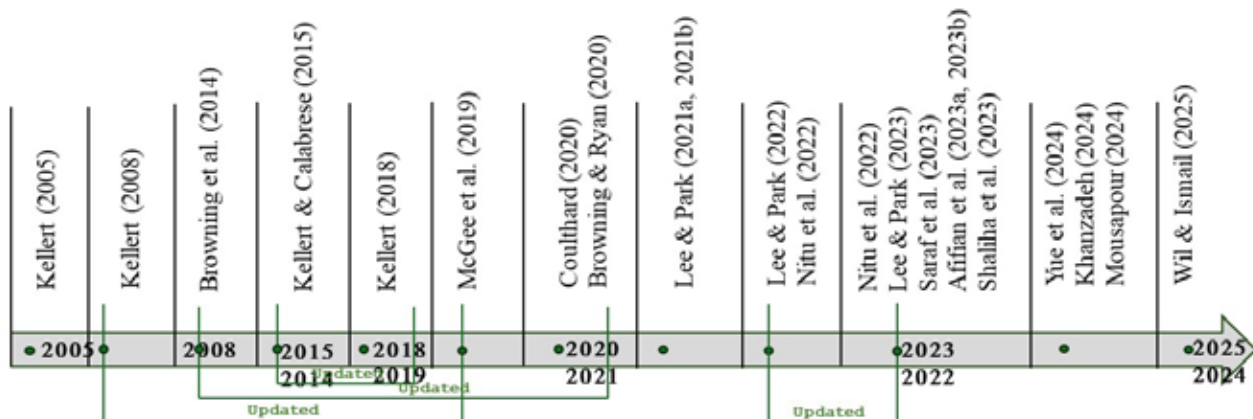 Kellert (2005)
Kellert (2008)
Browning et al. (2014)
Kellert & Calabrese (2015)
Kellert (2018)
McGee et al. (2019)
Coulthard (2020)
Browning & Ryan (2020)
Lee & Park (2021a, 2021b)
Lee & Park (2022)
Nitu et al. (2022)
Nitu et al. (2022)
Lee & Park (2023)
Saraf et al. (2023)
Afifian et al. (2023a, 2023b)
Shaliha et al. (2023)
Yue et al. (2024)
Khanzadeh (2024)
Mousapour (2024)
Wil & Ismail (2025)
2005
2008
2015
2018
2020
2023
2025
2014
2019
2021
2022
2024
Updated
Updated
Updated
Updated